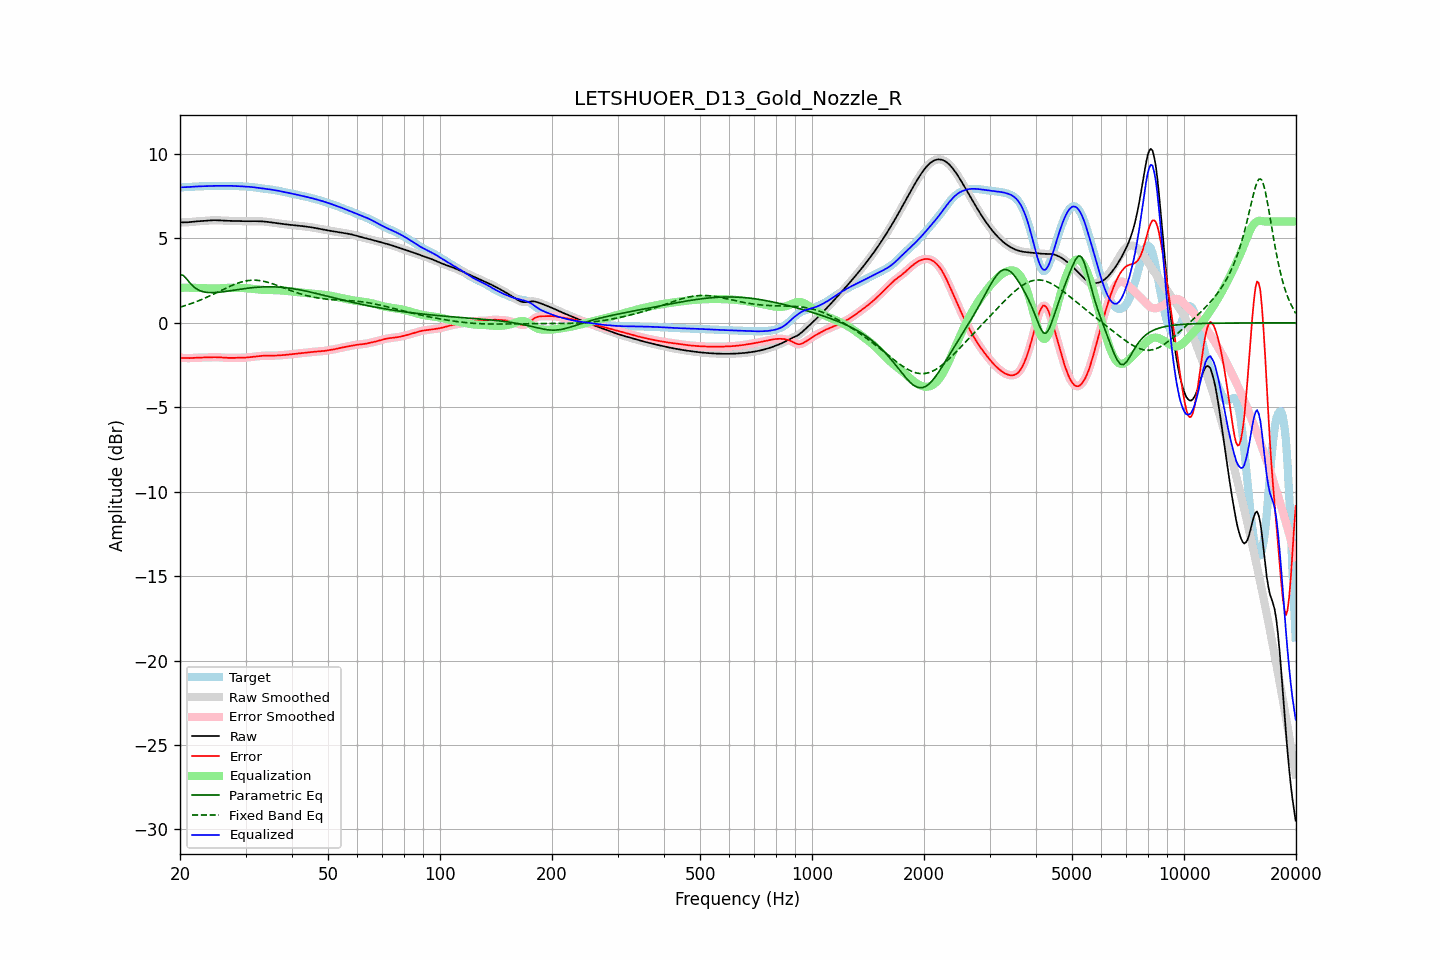 LETSHUOER_D13_Gold_Nozzle_R
10
5
0
−5
−10
−15
−20
−25
−30
Amplitude (dBr)
Target
Raw Smoothed
Error Smoothed
Raw
Error
Equalization
Parametric Eq
Fixed Band Eq
Equalized
20 50 100 200 500 1000 2000 5000 10000 20000
Frequency (Hz)